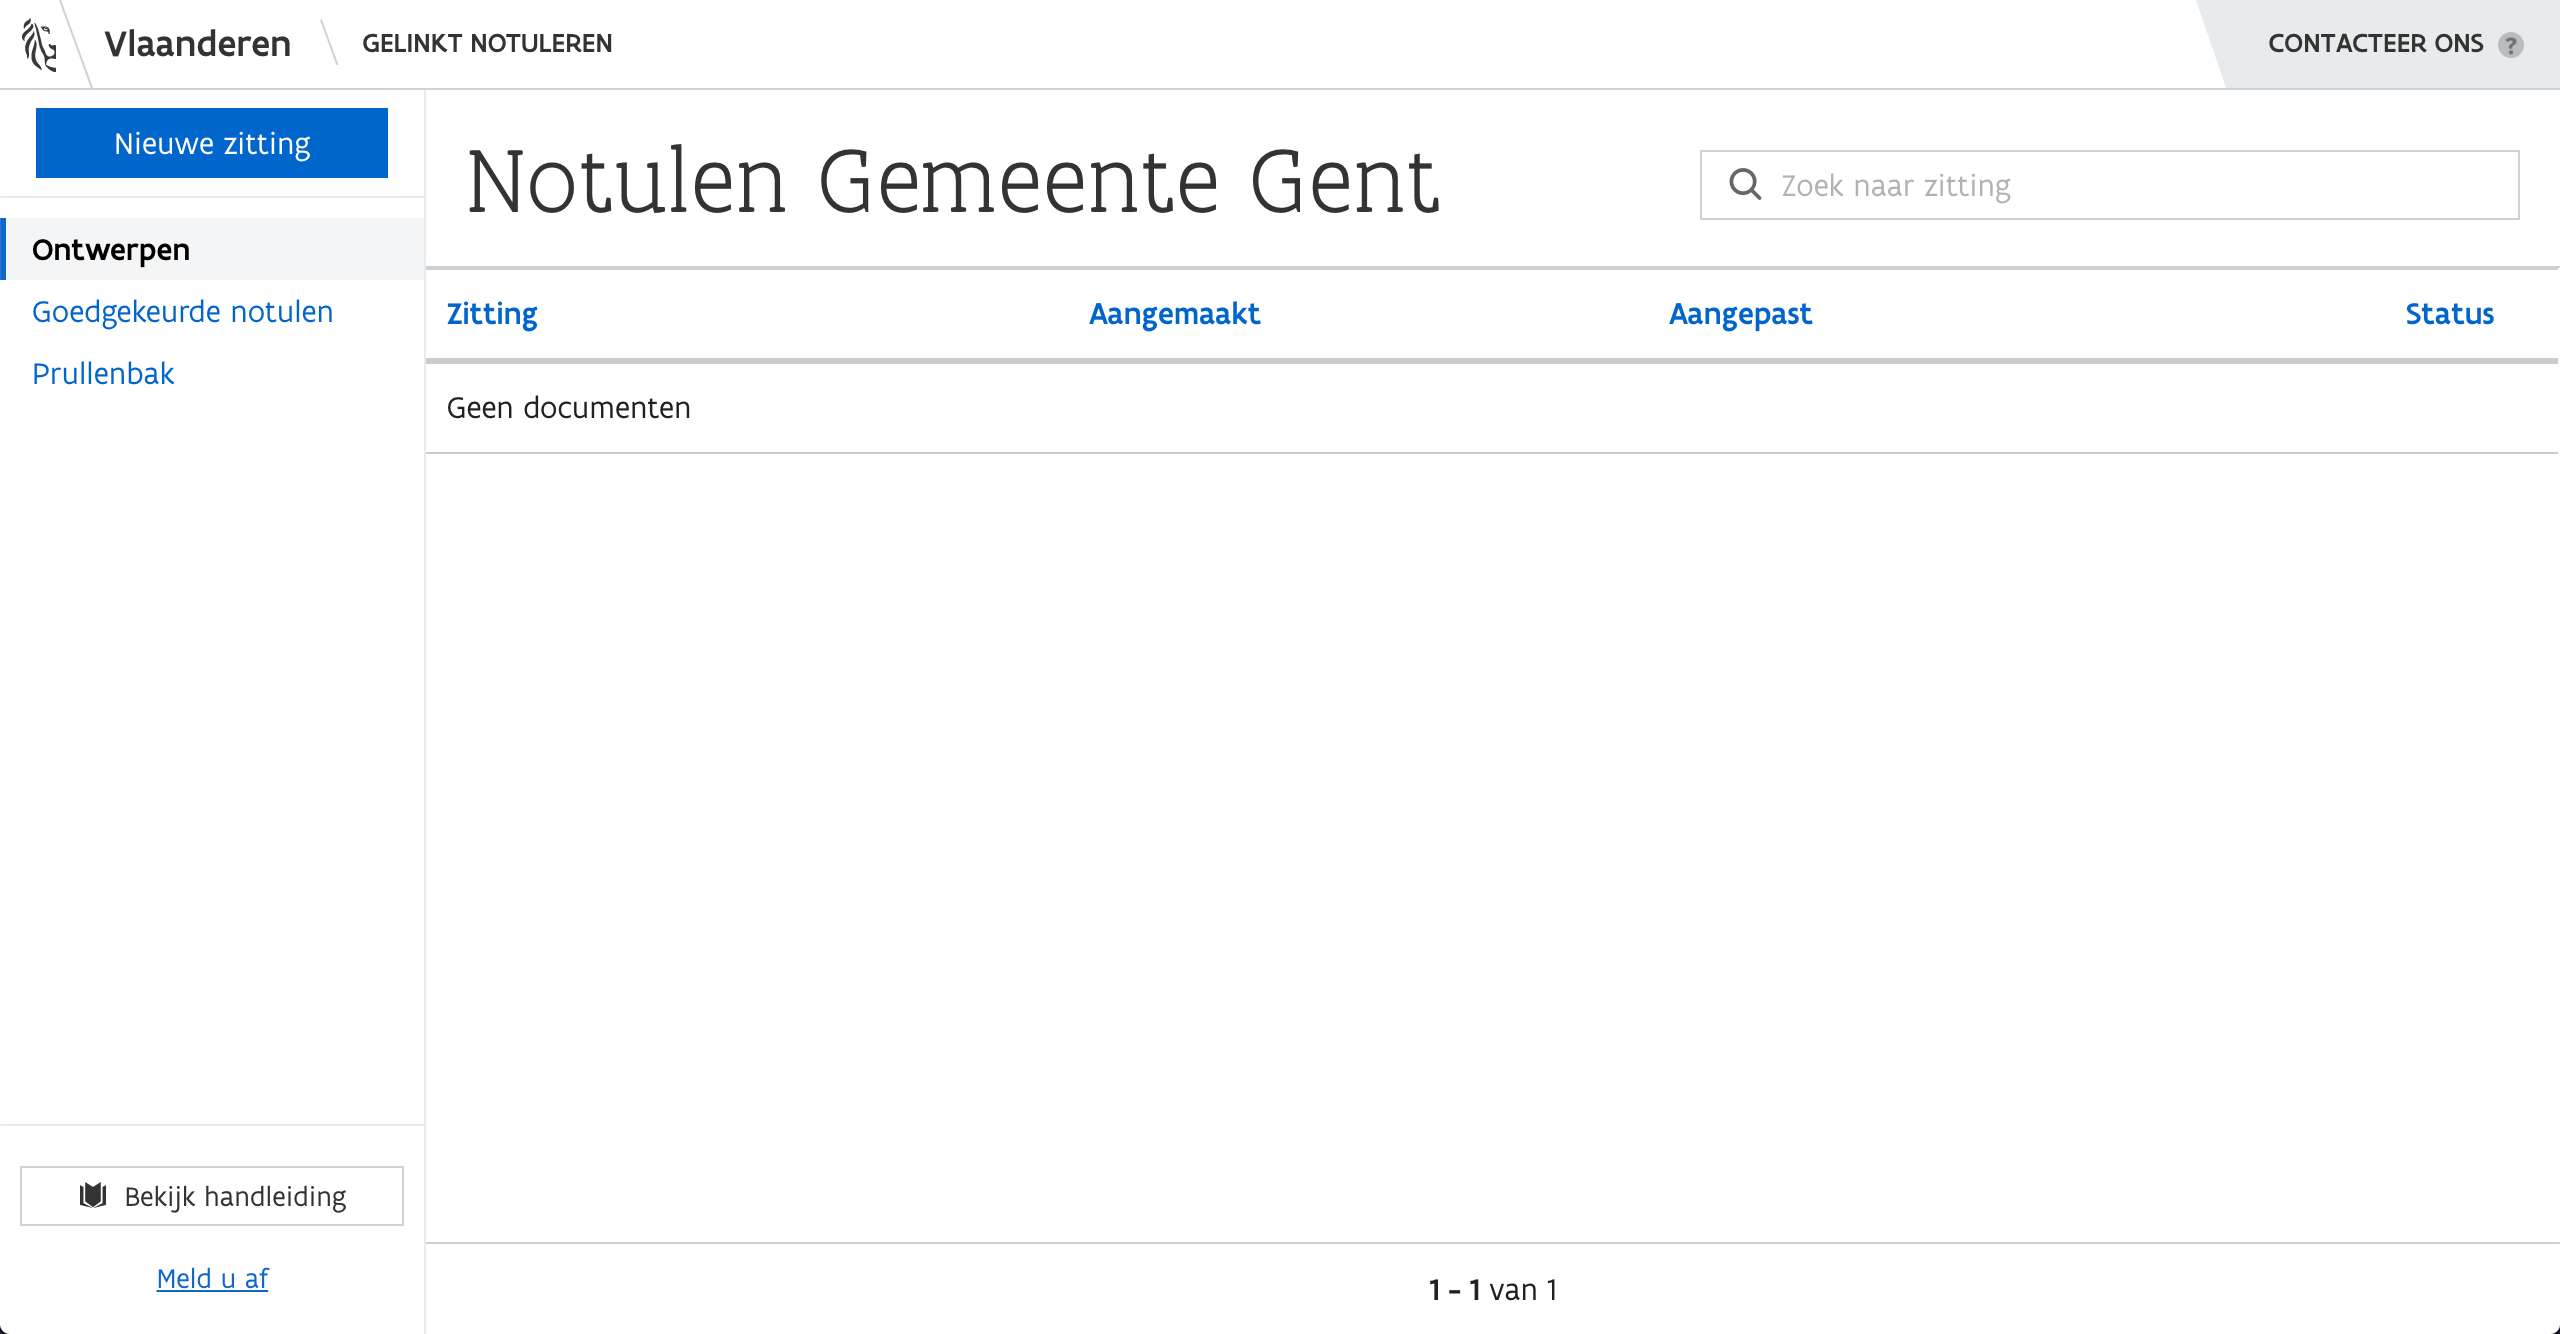 Vlaanderen GELINKT NOTULEREN CONTACTEER ONS ?
Nieuwe zitting
Ontwerpen
Goedgekeurde notulen
Prullenbak
Bekijk handleiding
Meld u af
Notulen Gemeente Gent
Zoek naar zitting
Zitting Aangemaakt Aangepast Status
Geen documenten
1 - 1 van 1